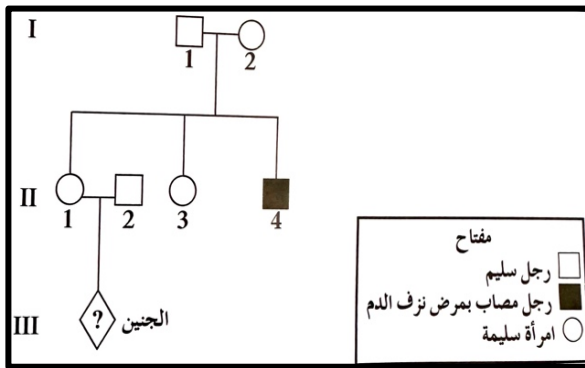 I
1 2
II
1 2 3 4
III
? الجنين
مفتاح
رجل سليم
رجل مصاب بمرض نزف الدم
امرأة سليمة